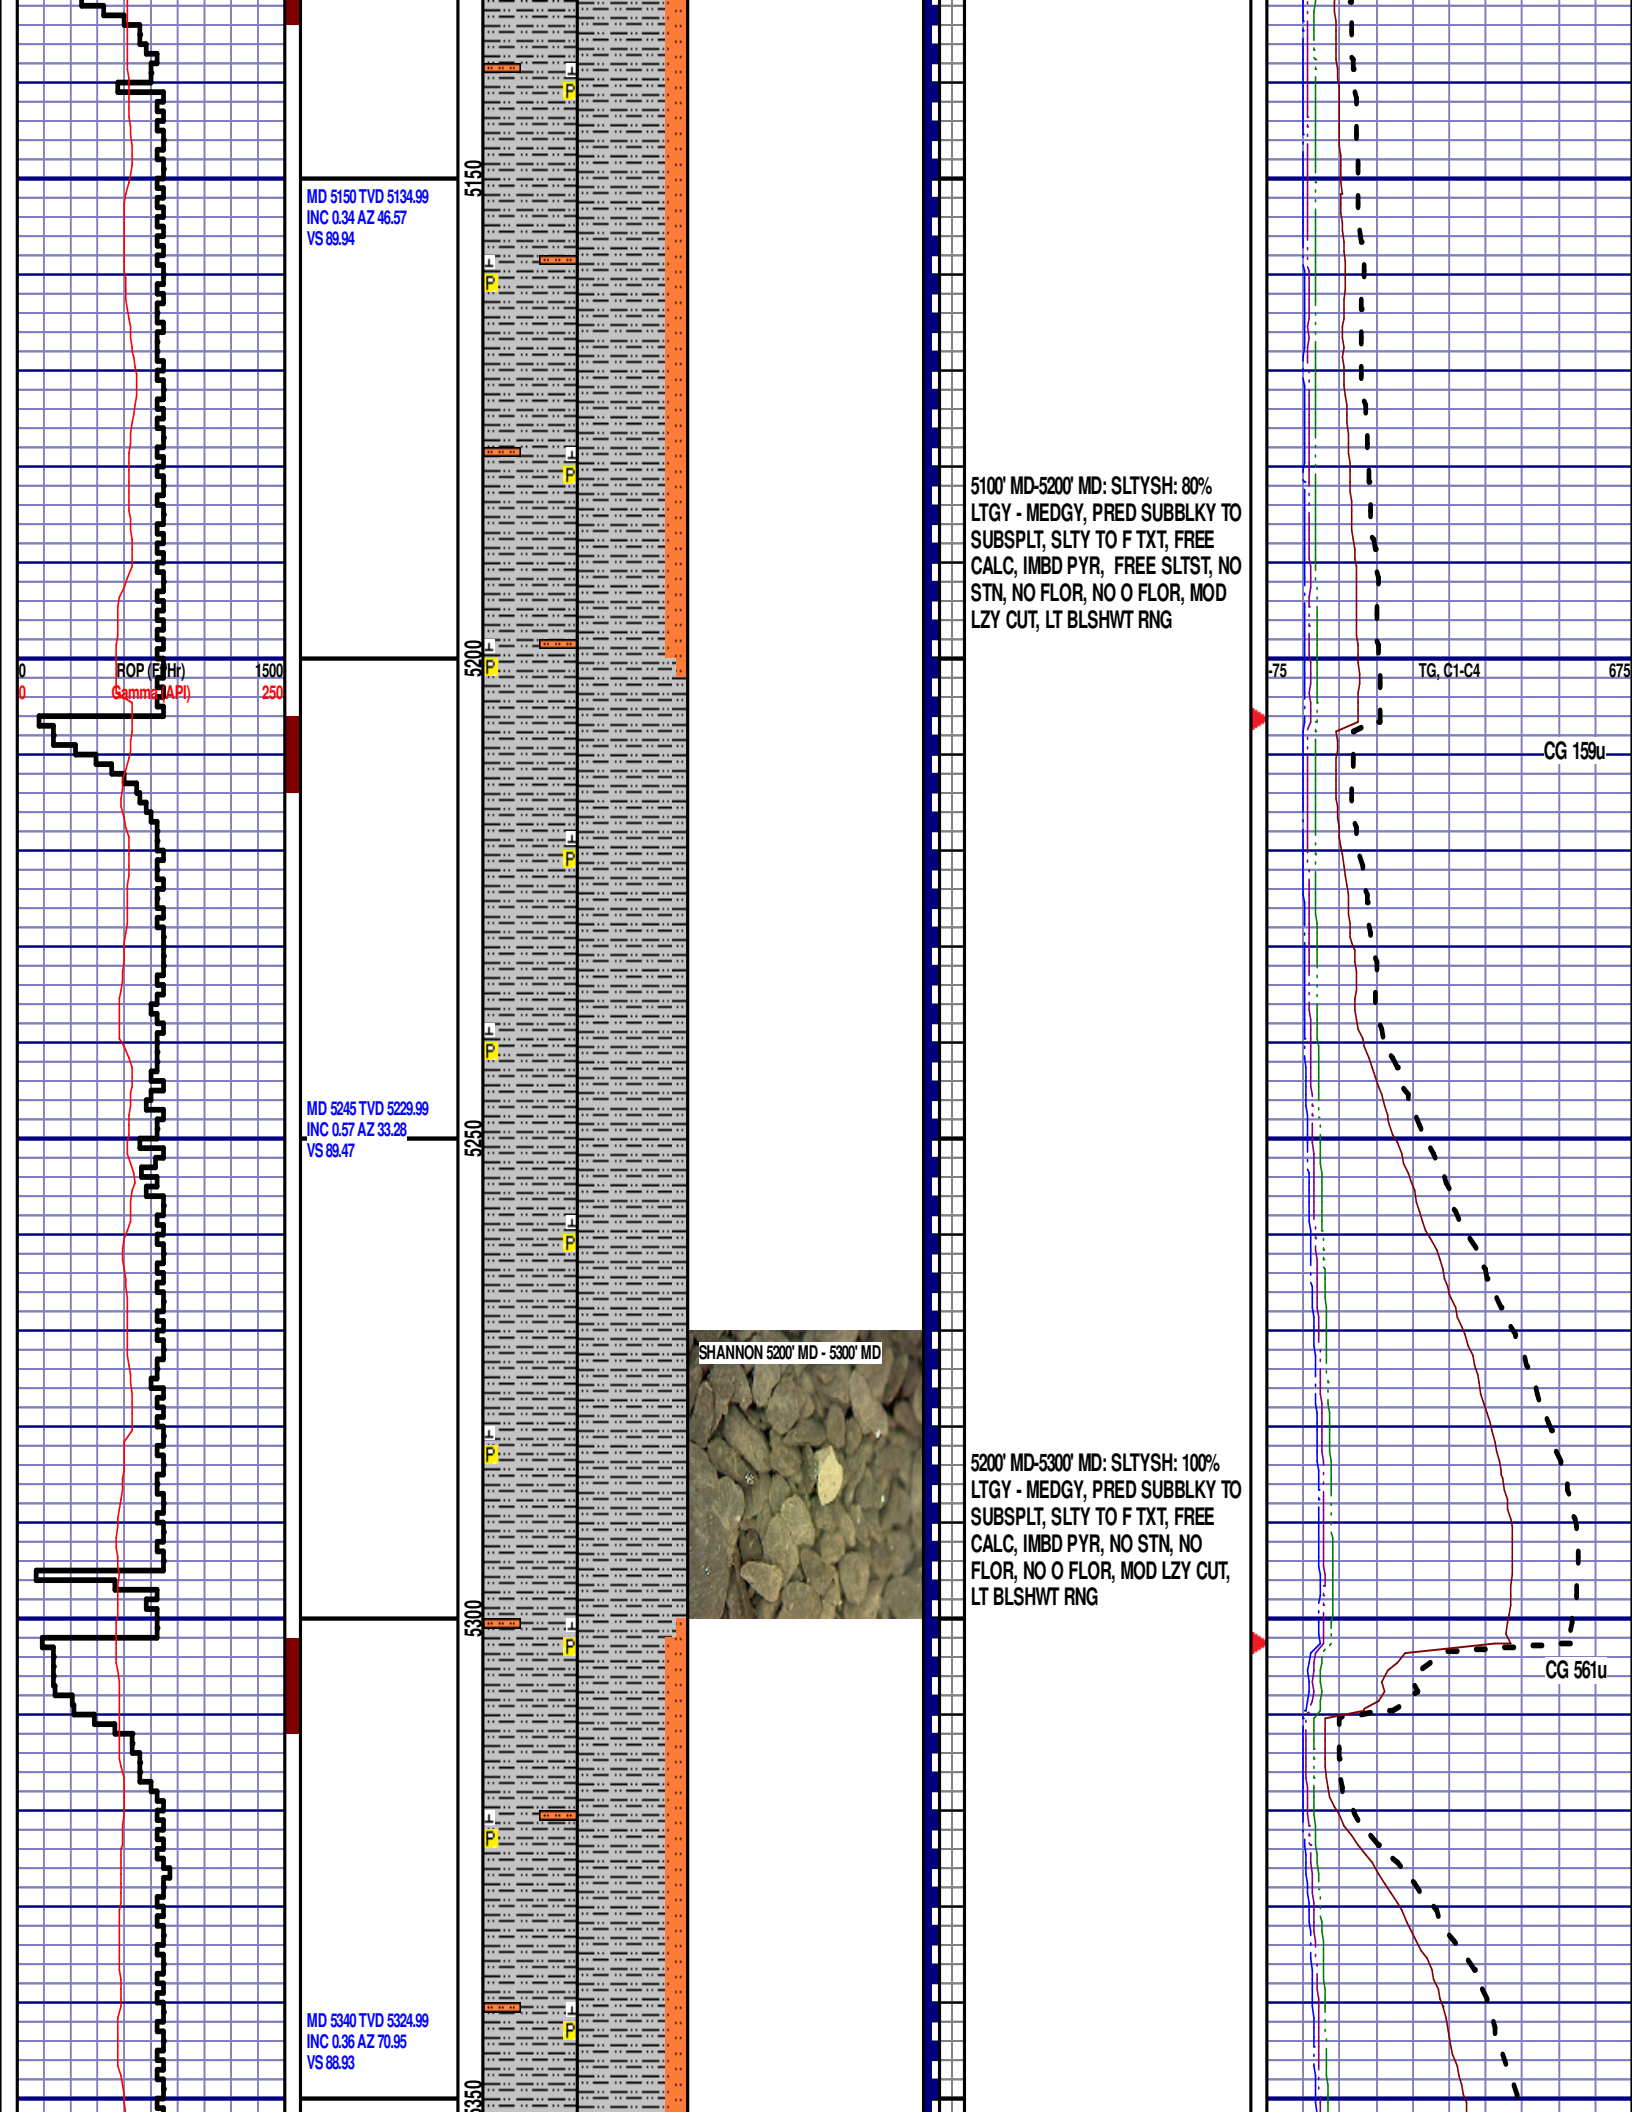 5150
MD 5150 TVD 5134.99
INC 0.34 AZ 46.57
VS 89.94
P
P
P
5100' MD-5200' MD: SLTYSH: 80%
LTGY - MEDGY, PRED SUBBLKY TO
SUBSPLT, SLTY TO F TXT, FREE
CALC, IMBD PYR, FREE SLTST, NO
STN, NO FLOR, NO O FLOR, MOD
LZY CUT, LT BLSHWT RNG
5200
P
0 ROP (Ft/Hr) 1500
0 Gamma (API) 250
-75 TG, C1-C4 675
CG 159u
P
P
MD 5245 TVD 5229.99
INC 0.57 AZ 33.28
VS 89.47
5250
P
SHANNON 5200' MD - 5300' MD
P
5200' MD-5300' MD: SLTYSH: 100%
LTGY - MEDGY, PRED SUBBLKY TO
SUBSPLT, SLTY TO F TXT, FREE
CALC, IMBD PYR, NO STN, NO
FLOR, NO O FLOR, MOD LZY CUT,
LT BLSHWT RNG
5300
P
CG 561u
P
MD 5340 TVD 5324.99
INC 0.36 AZ 70.95
VS 88.93
P
5350